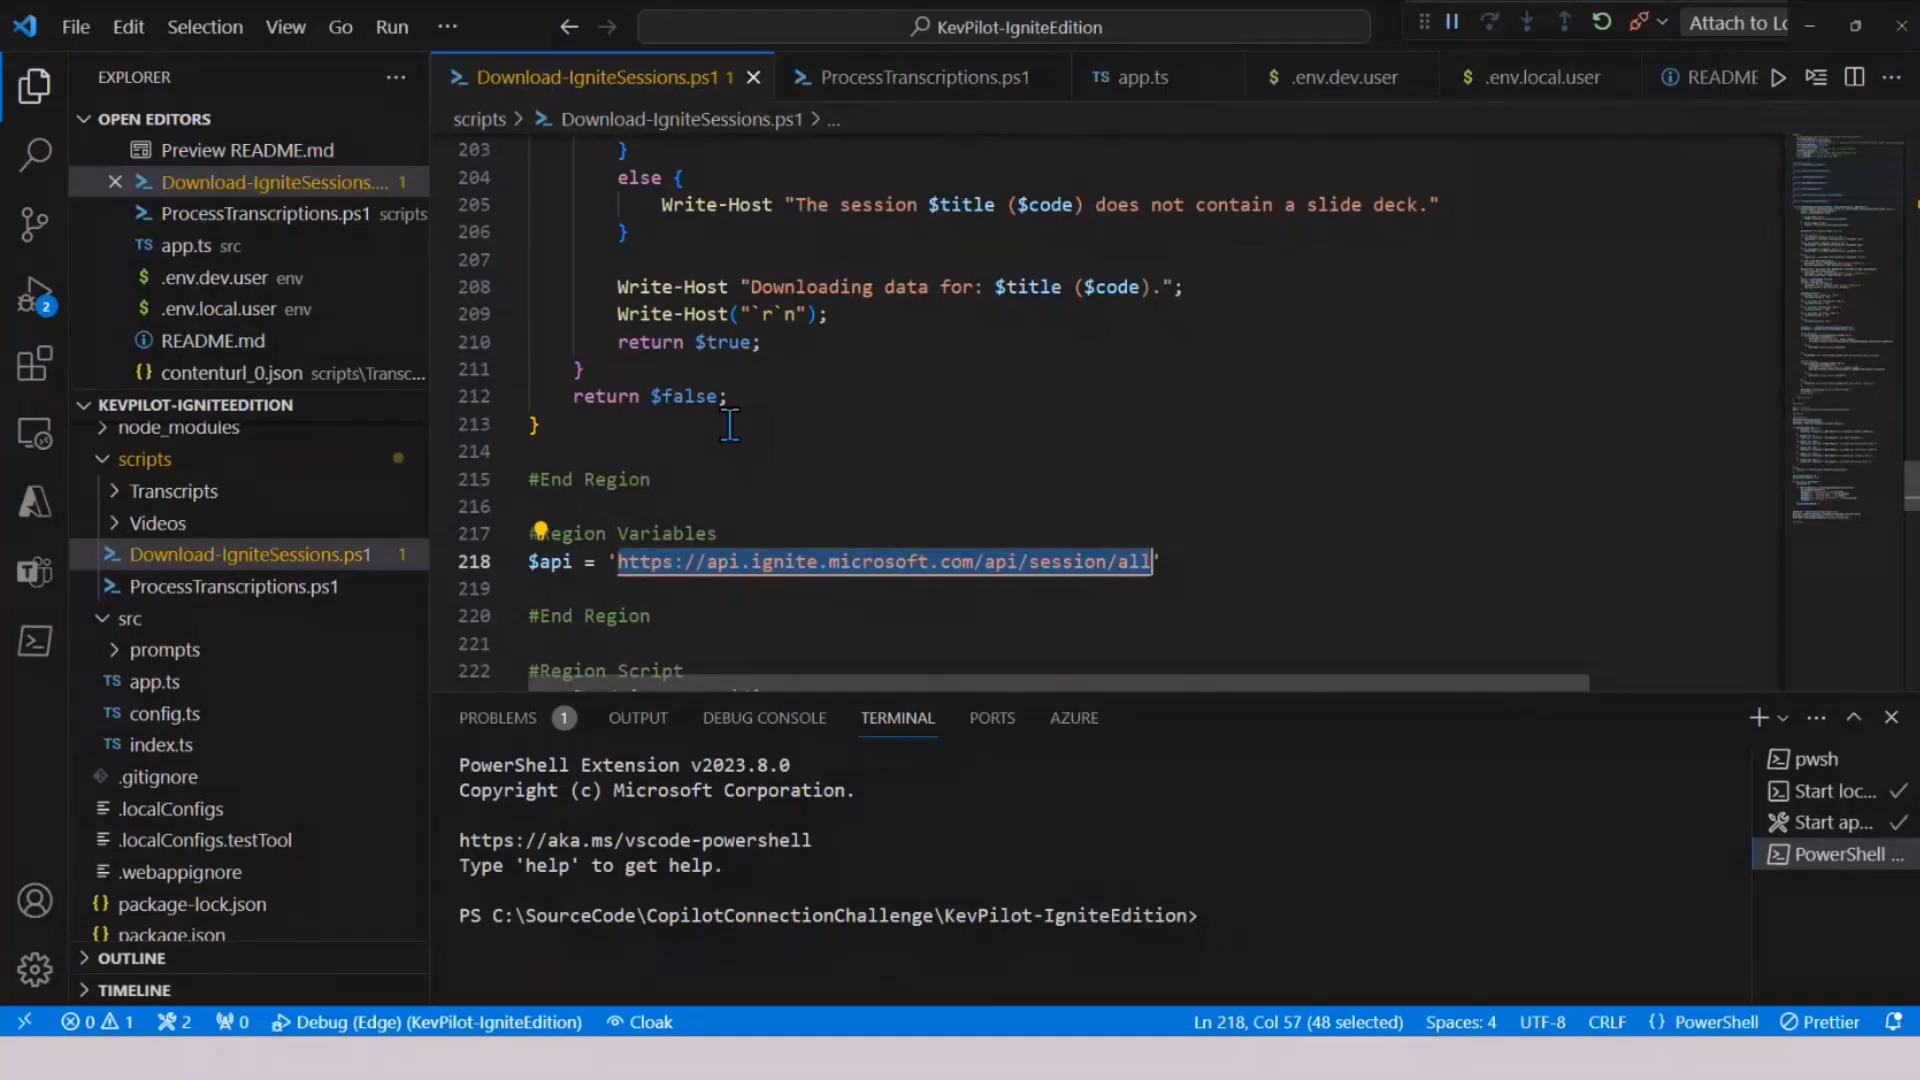 File Edit Selection View Go Run ··· KevPilot-IgniteEdition Attach to Lo
EXPLORER ···
OPEN EDITORS
Preview README.md
Download-IgniteSessions.... 1
ProcessTranscriptions.ps1 scripts
TS app.ts src
$ .env.dev.user env
$ .env.local.user env
README.md
{} contenturl_0.json scripts\Transc...
KEVPILOT-IGNITEEDITION
node_modules
scripts
Transcripts
Videos
Download-IgniteSessions.ps1 1
ProcessTranscriptions.ps1
src
prompts
TS app.ts
TS config.ts
TS index.ts
.gitignore
.localConfigs
.localConfigs.testTool
.webappignore
{} package-lock.json
{} package.json
OUTLINE
TIMELINE
2
Download-IgniteSessions.ps1 1 ProcessTranscriptions.ps1 TS app.ts $ .env.dev.user $ .env.local.user README ···
scripts > Download-IgniteSessions.ps1 > ...
203 }
204 else {
205 Write-Host "The session $title ($code) does not contain a slide deck."
206 }
207
208 Write-Host "Downloading data for: $title ($code).";
209 Write-Host("`r`n");
210 return $true;
211 }
212 return $false;
213 }
214
215 #End Region
216
217 #Region Variables
218 $api = 'https://api.ignite.microsoft.com/api/session/all'
219
220 #End Region
221
222 #Region Script
PROBLEMS 1 OUTPUT DEBUG CONSOLE TERMINAL PORTS AZURE
PowerShell Extension v2023.8.0
Copyright (c) Microsoft Corporation.
https://aka.ms/vscode-powershell
Type 'help' to get help.
PS C:\SourceCode\CopilotConnectionChallenge\KevPilot-IgniteEdition>
pwsh
Start loc...
Start ap...
PowerShell ...
0 1 2 0 Debug (Edge) (KevPilot-IgniteEdition) Cloak Ln 218, Col 57 (48 selected) Spaces: 4 UTF-8 CRLF {} PowerShell Prettier